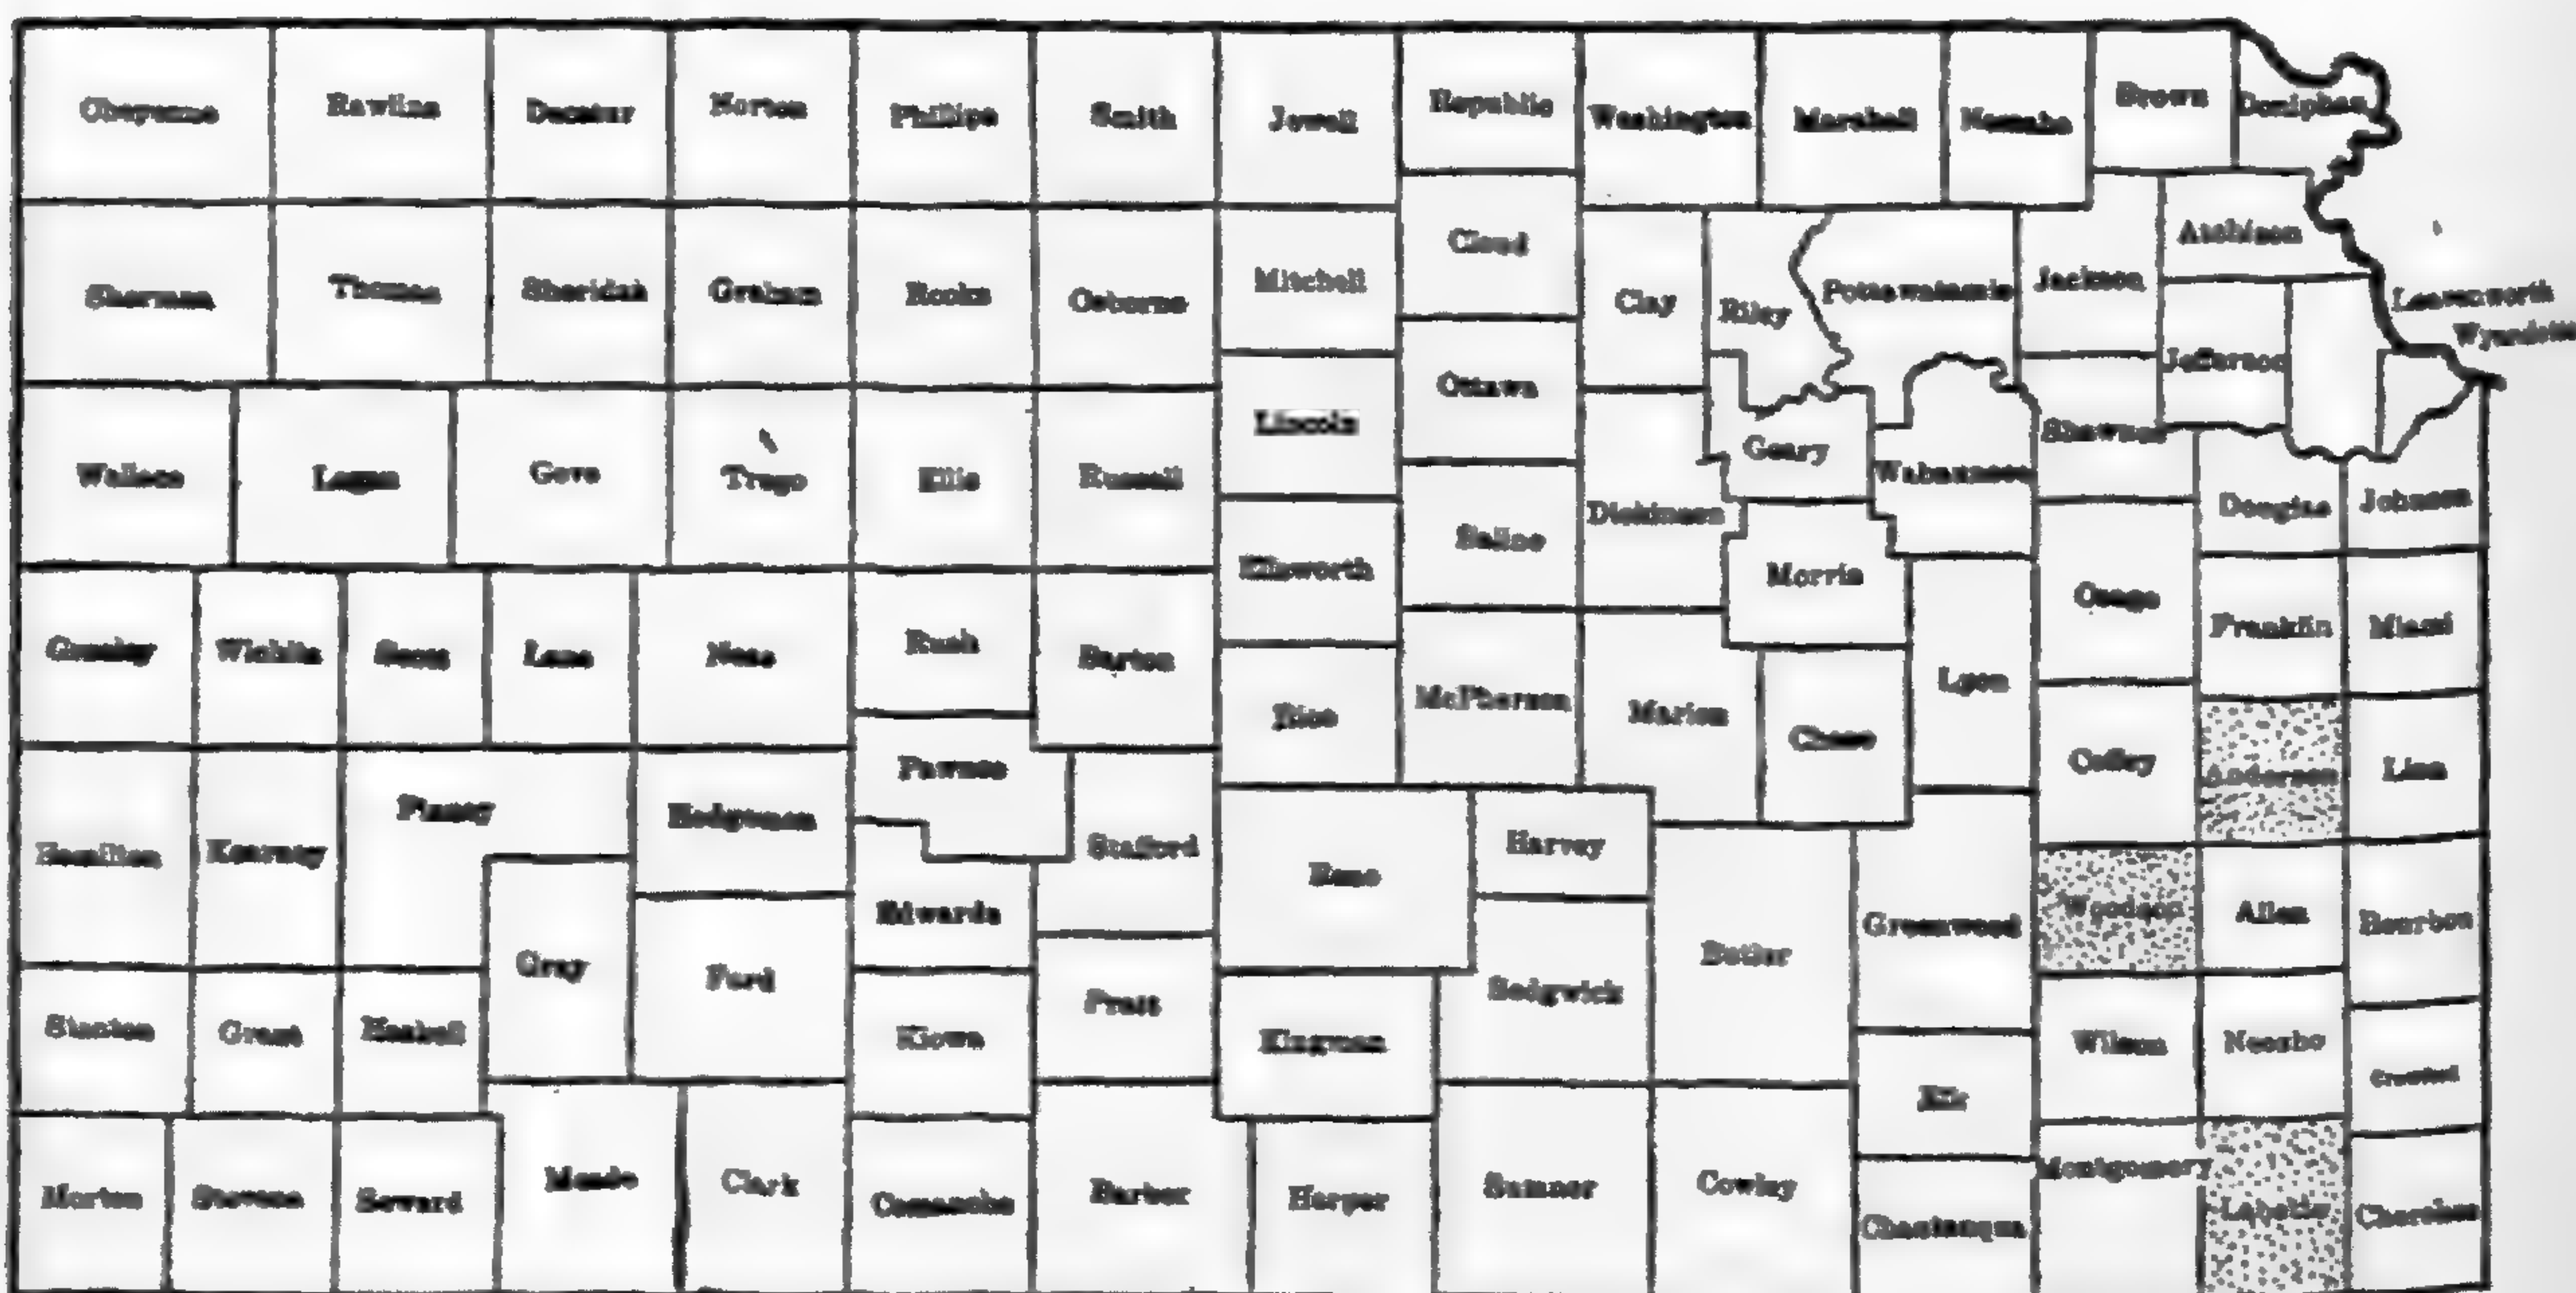 Cheyenne
Rawlins
Decatur
Norton
Phillips
Smith
Jewell
Republic
Washington
Marshall
Nemaha
Brown
Doniphan
Sherman
Thomas
Sheridan
Graham
Rooks
Osborne
Mitchell
Cloud
Clay
Riley
Pottawatomie
Jackson
Atchison
Jefferson
Leavenworth
Wyandotte
Wallace
Logan
Gove
Trego
Ellis
Russell
Lincoln
Ottawa
Saline
Dickinson
Geary
Wabaunsee
Shawnee
Douglas
Johnson
Greeley
Wichita
Scott
Lane
Ness
Rush
Barton
Ellsworth
Rice
McPherson
Marion
Morris
Chase
Lyon
Osage
Franklin
Miami
Hamilton
Kearney
Finney
Hodgeman
Pawnee
Stafford
Reno
Harvey
Coffey
Anderson
Linn
Stanton
Grant
Haskell
Gray
Ford
Edwards
Kiowa
Pratt
Kingman
Sedgwick
Butler
Greenwood
Woodson
Allen
Bourbon
Morton
Stevens
Seward
Meade
Clark
Comanche
Barber
Harper
Sumner
Cowley
Elk
Chautauqua
Wilson
Neosho
Crawford
Montgomery
Labette
Cherokee